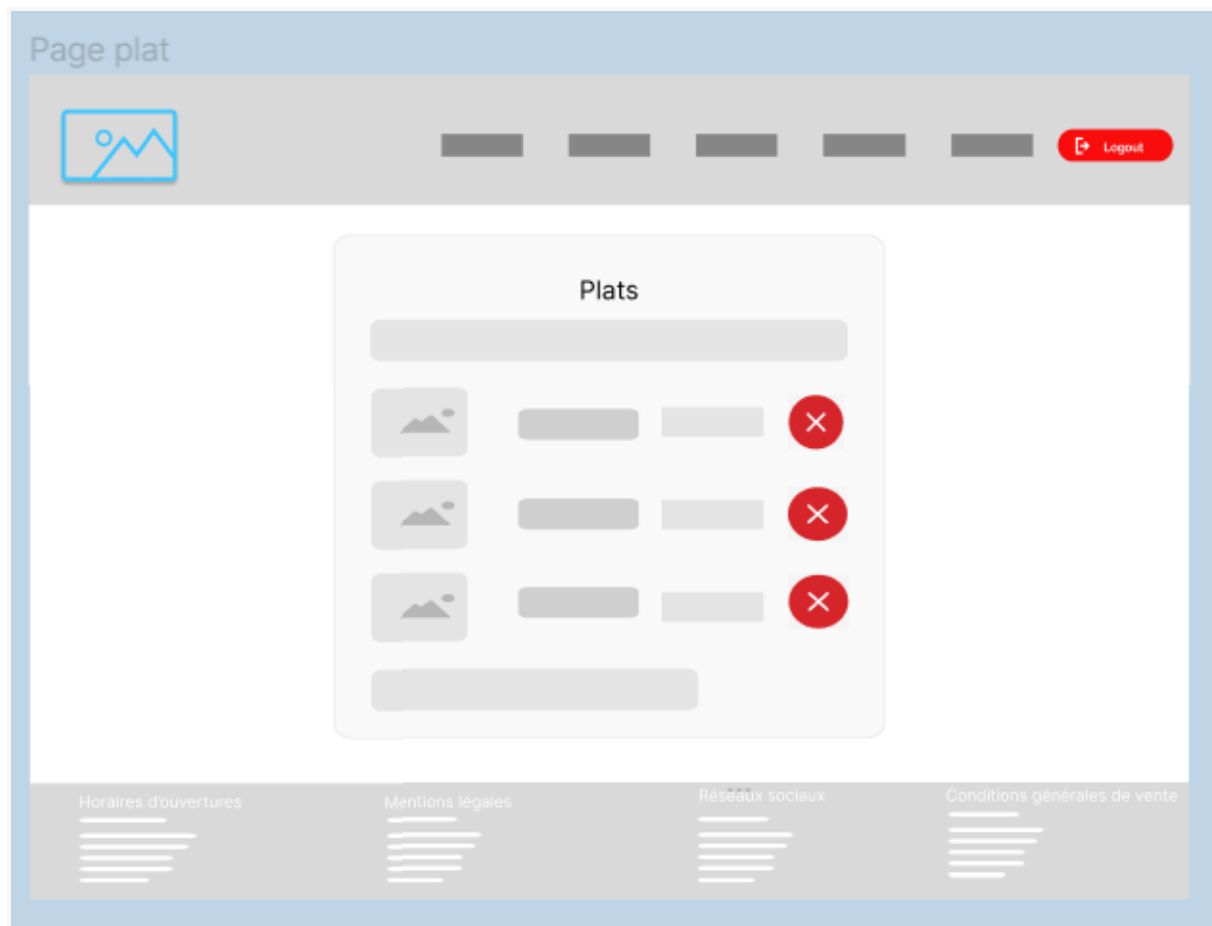 Page plat
Logout
Plats
Horaires d'ouvertures
Mentions légales
Réseaux sociaux
Conditions générales de vente